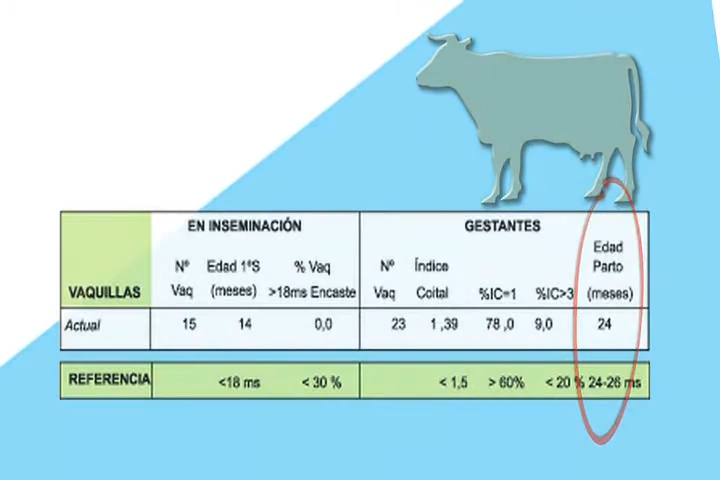 EN INSEMINACIÓN GESTANTES
VAQUILLAS Nº Vaq Edad 1ªS (meses) % Vaq >18ms Encaste Nº Vaq Índice Coital %IC=1 %IC>3 Edad Parto (meses)
Actual 15 14 0,0 23 1 ,39 78 ,0 9,0 24
REFERENCIA <18 ms < 30 % < 1,5 > 60% < 20 % 24-26 ms